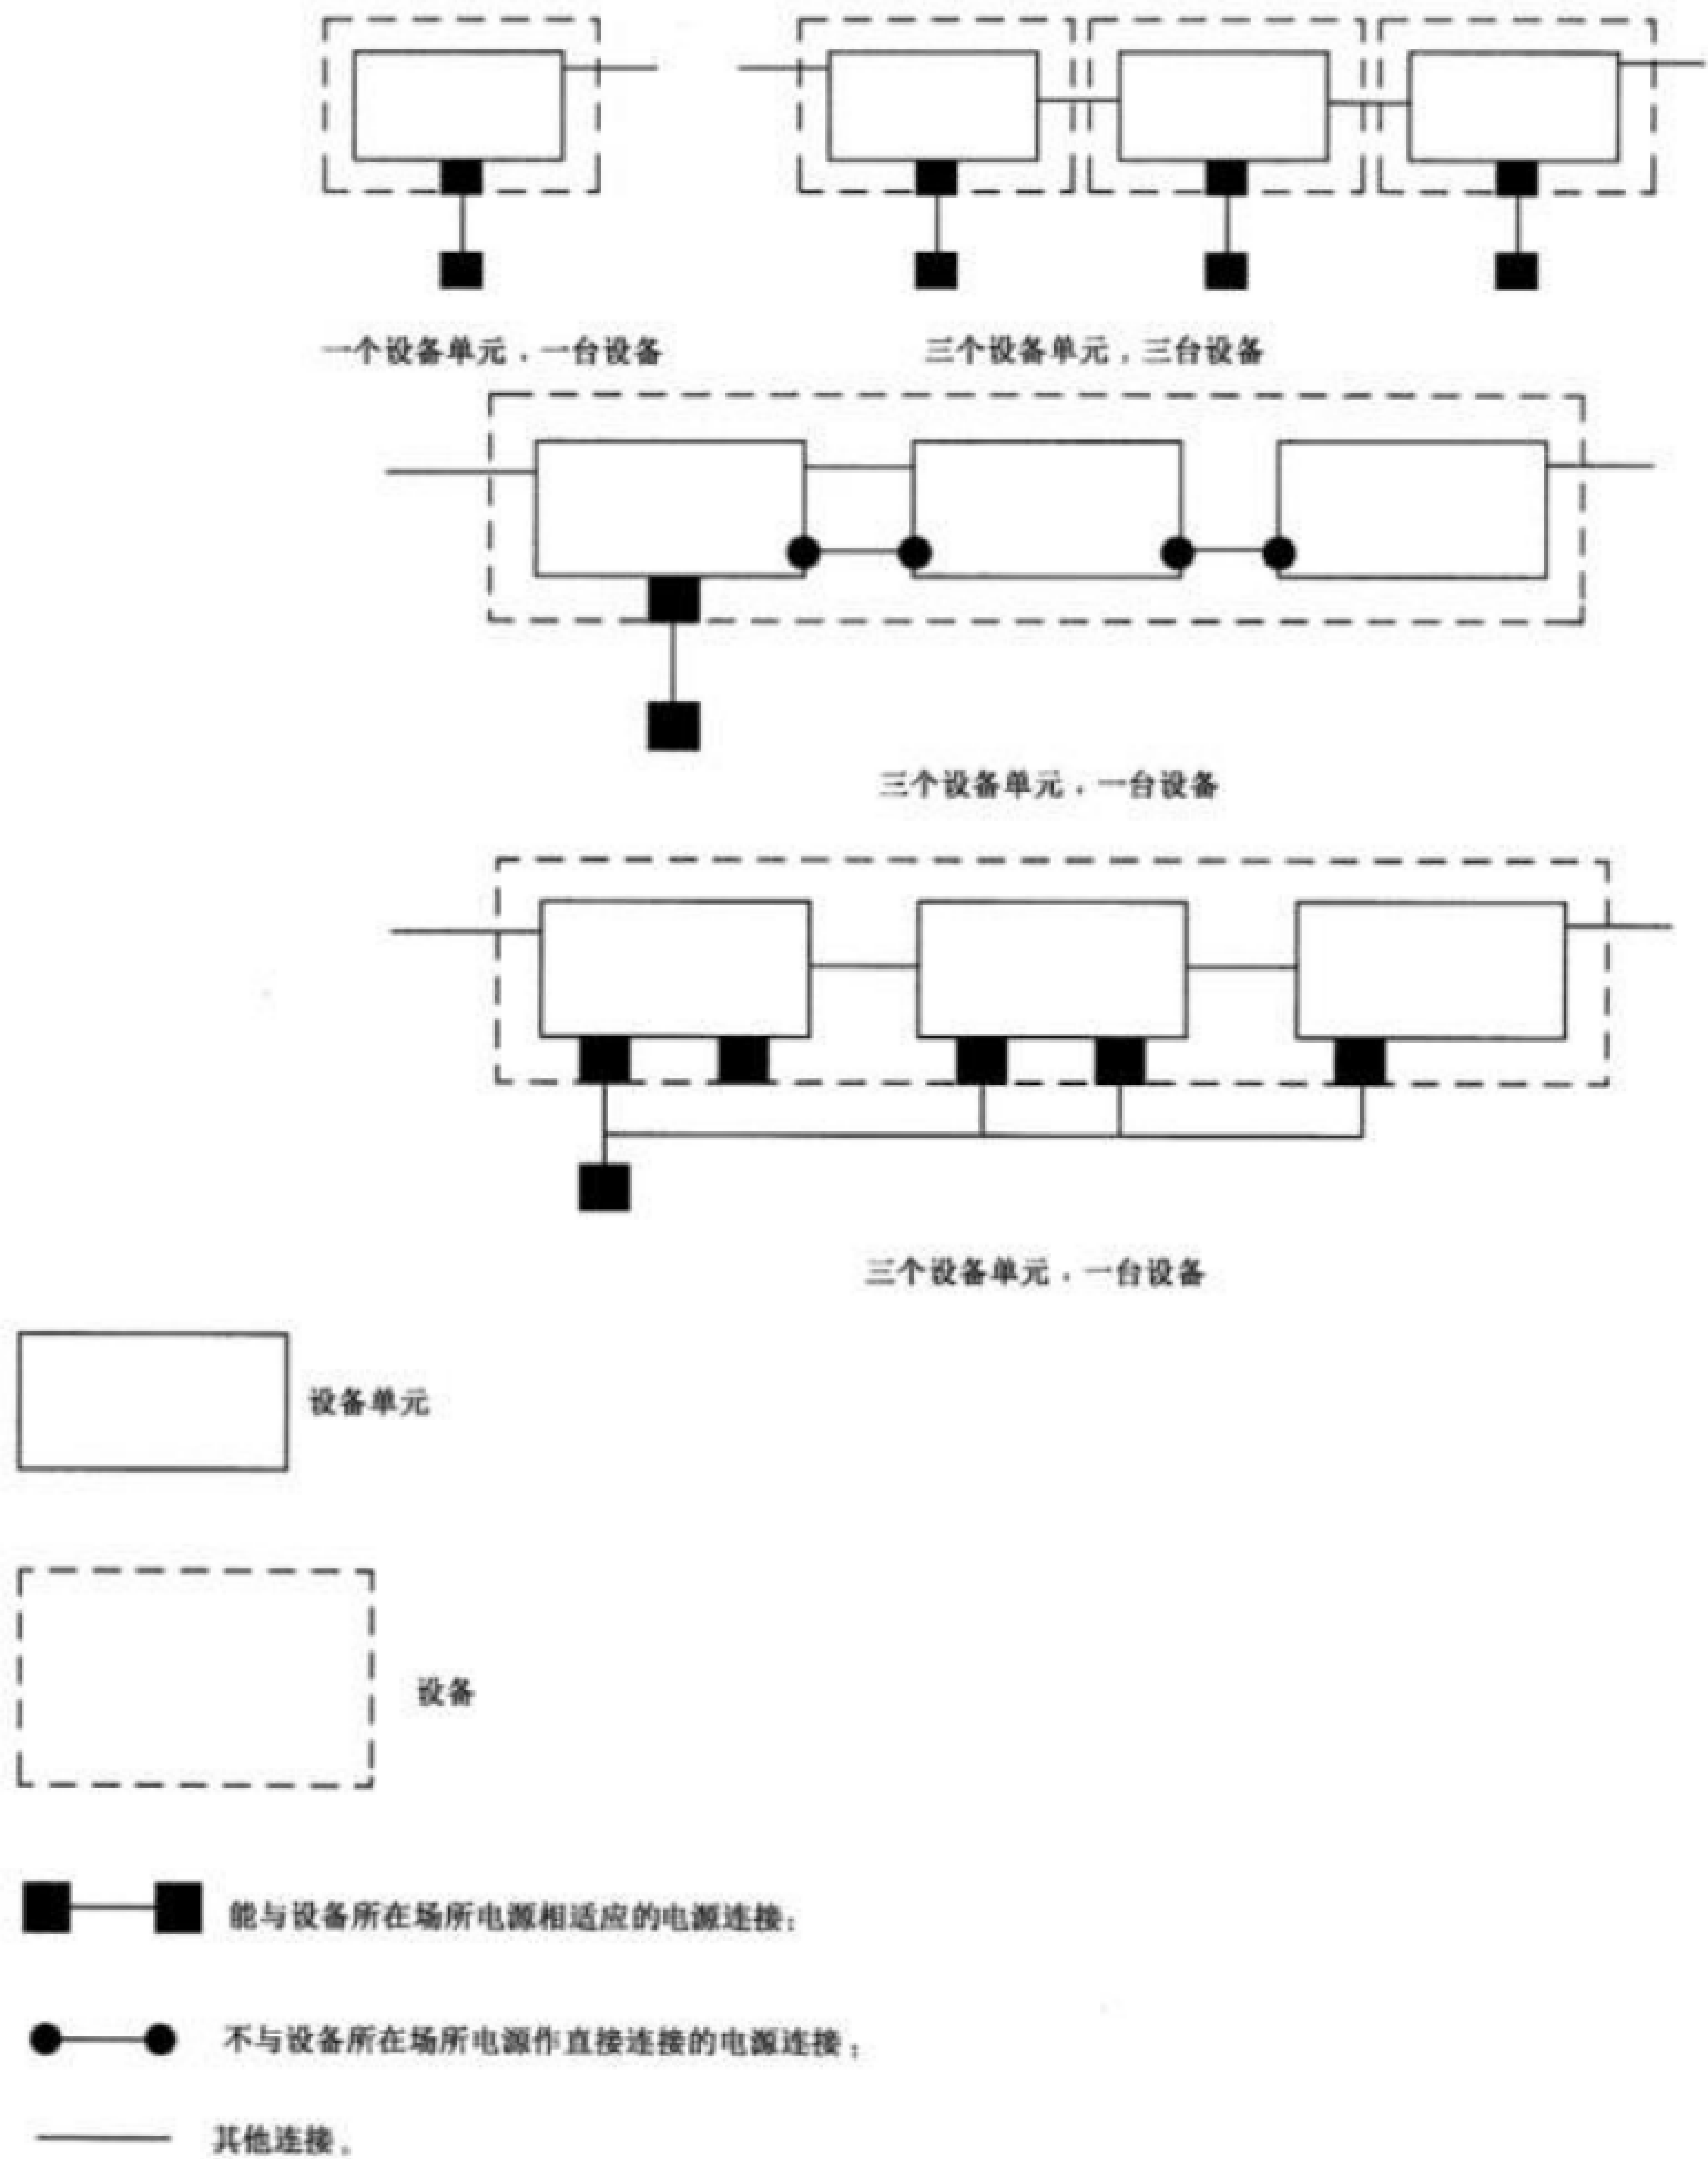 一个设备单元，一台设备
三个设备单元，三台设备
三个设备单元，一台设备
三个设备单元，一台设备
设备单元
设备
能与设备所在场所电源相适应的电源连接；
不与设备所在场所电源作直接连接的电源连接；
其他连接。